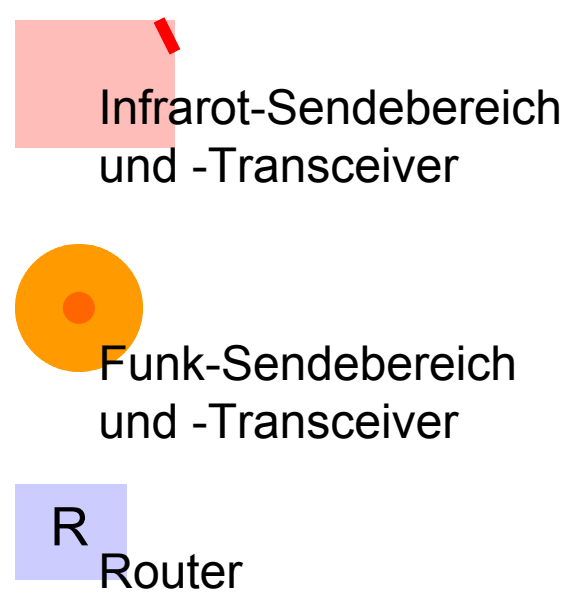 Infrarot-Sendebereich
und -Transceiver
Funk-Sendebereich
und -Transceiver
R
Router